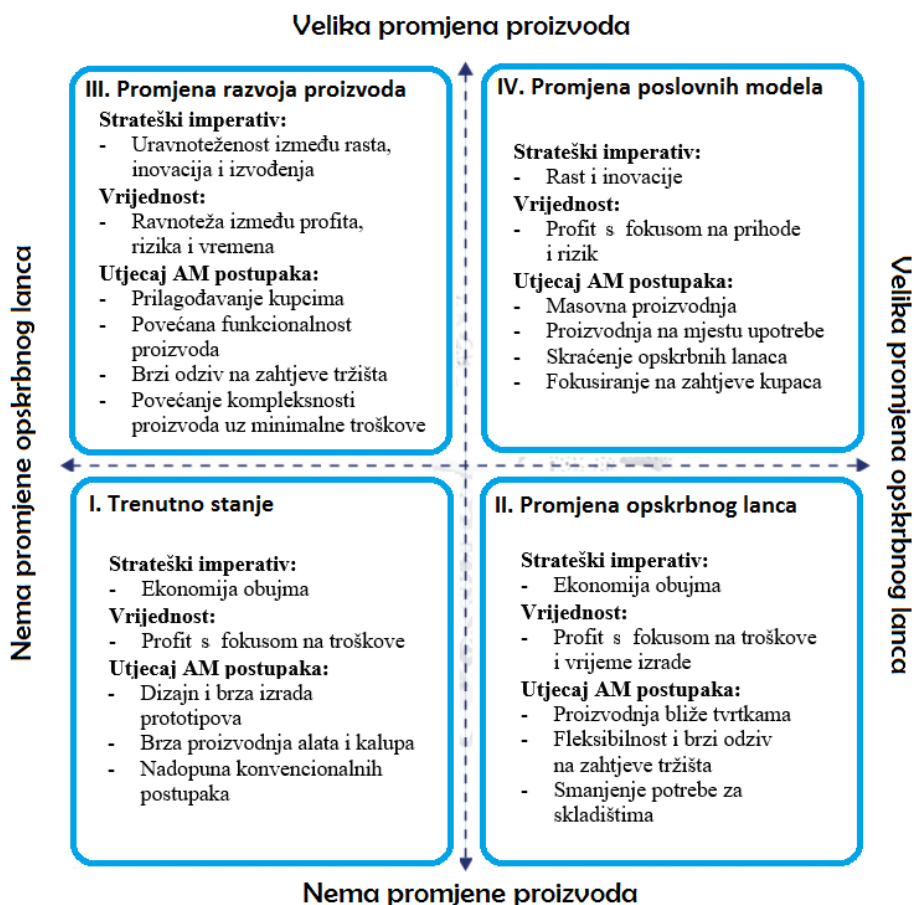 Velika promjena proizvoda
III. Promjena razvoja proizvoda
Strateški imperativ:
- Uravnoteženost između rasta,
inovacija i izvođenja
Vrijednost:
- Ravnoteža između profita,
rizika i vremena
Utjecaj AM postupaka:
- Prilagođavanje kupcima
- Povećana funkcionalnost
proizvoda
- Brzi odziv na zahtjeve tržišta
- Povećanje kompleksnosti
proizvoda uz minimalne troškove
IV. Promjena poslovnih modela
Strateški imperativ:
- Rast i inovacije
Vrijednost:
- Profit s fokusom na prihode
i rizik
Utjecaj AM postupaka:
- Masovna proizvodnja
- Proizvodnja na mjestu upotrebe
- Skraćenje opskrbnih lanaca
- Fokusiranje na zahtjeve kupaca
Nema promjene opskrbnog lanca
Velika promjena opskrbnog lanca
I. Trenutno stanje
Strateški imperativ:
- Ekonomija obujma
Vrijednost:
- Profit s fokusom na troškove
Utjecaj AM postupaka:
- Dizajn i brza izrada
prototipova
- Brza proizvodnja alata i kalupa
- Nadopuna konvencionalnih
postupaka
II. Promjena opskrbnog lanca
Strateški imperativ:
- Ekonomija obujma
Vrijednost:
- Profit s fokusom na troškove
i vrijeme izrade
Utjecaj AM postupaka:
- Proizvodnja bliže tvrtkama
- Fleksibilnost i brzi odziv
na zahtjeve tržišta
- Smanjenje potrebe za
skladištima
Nema promjene proizvoda